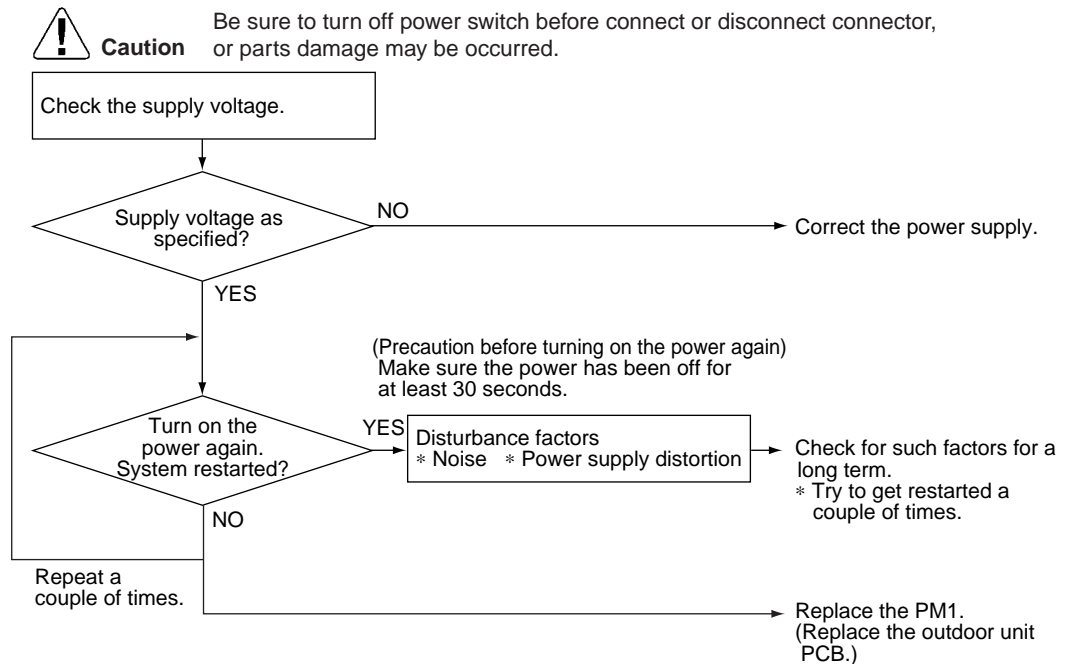 Be sure to turn off power switch before connect or disconnect connector,
Caution or parts damage may be occurred.
Check the supply voltage.
Supply voltage as
specified?
NO
Correct the power supply.
YES
(Precaution before turning on the power again)
Make sure the power has been off for
at least 30 seconds.
Turn on the
power again.
System restarted?
YES
Disturbance factors
* Noise * Power supply distortion
Check for such factors for a
long term.
* Try to get restarted a
couple of times.
NO
Repeat a
couple of times.
Replace the PM1.
(Replace the outdoor unit
PCB.)